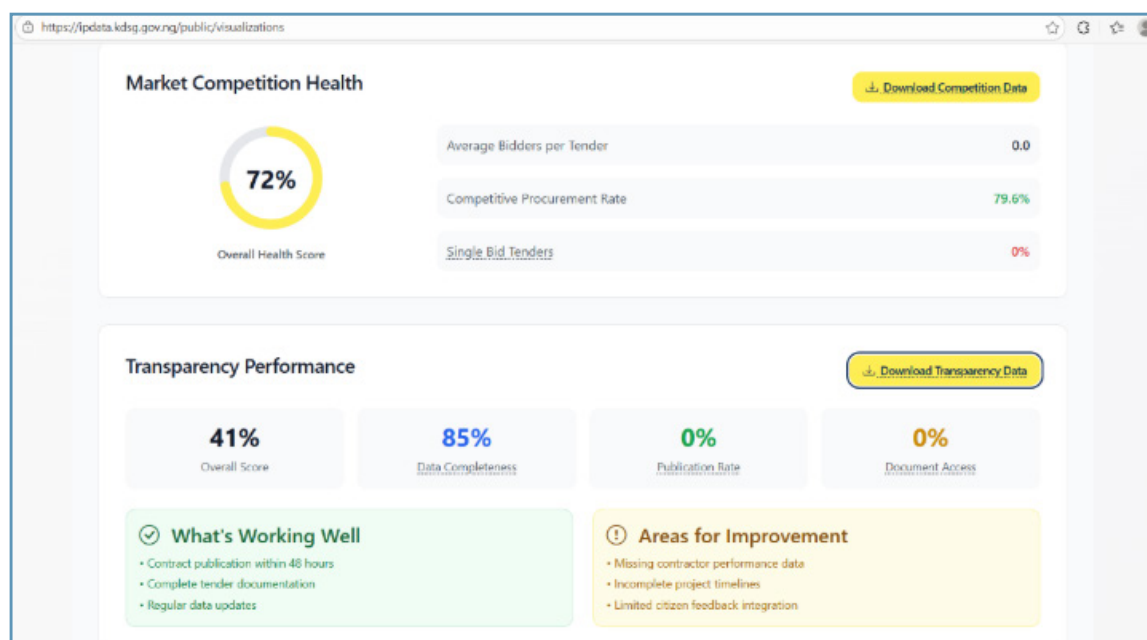 https://ipdata.kdsg.gov.ng/public/visualizations
Market Competition Health
Download Competition Data
72%
Overall Health Score
Average Bidders per Tender
0.0
Competitive Procurement Rate
79.6%
Single Bid Tenders
0%
Transparency Performance
Download Transparency Data
41%
Overall Score
85%
Data Completeness
0%
Publication Rate
0%
Document Access
What's Working Well
• Contract publication within 48 hours
• Complete tender documentation
• Regular data updates
Areas for Improvement
• Missing contractor performance data
• Incomplete project timelines
• Limited citizen feedback integration